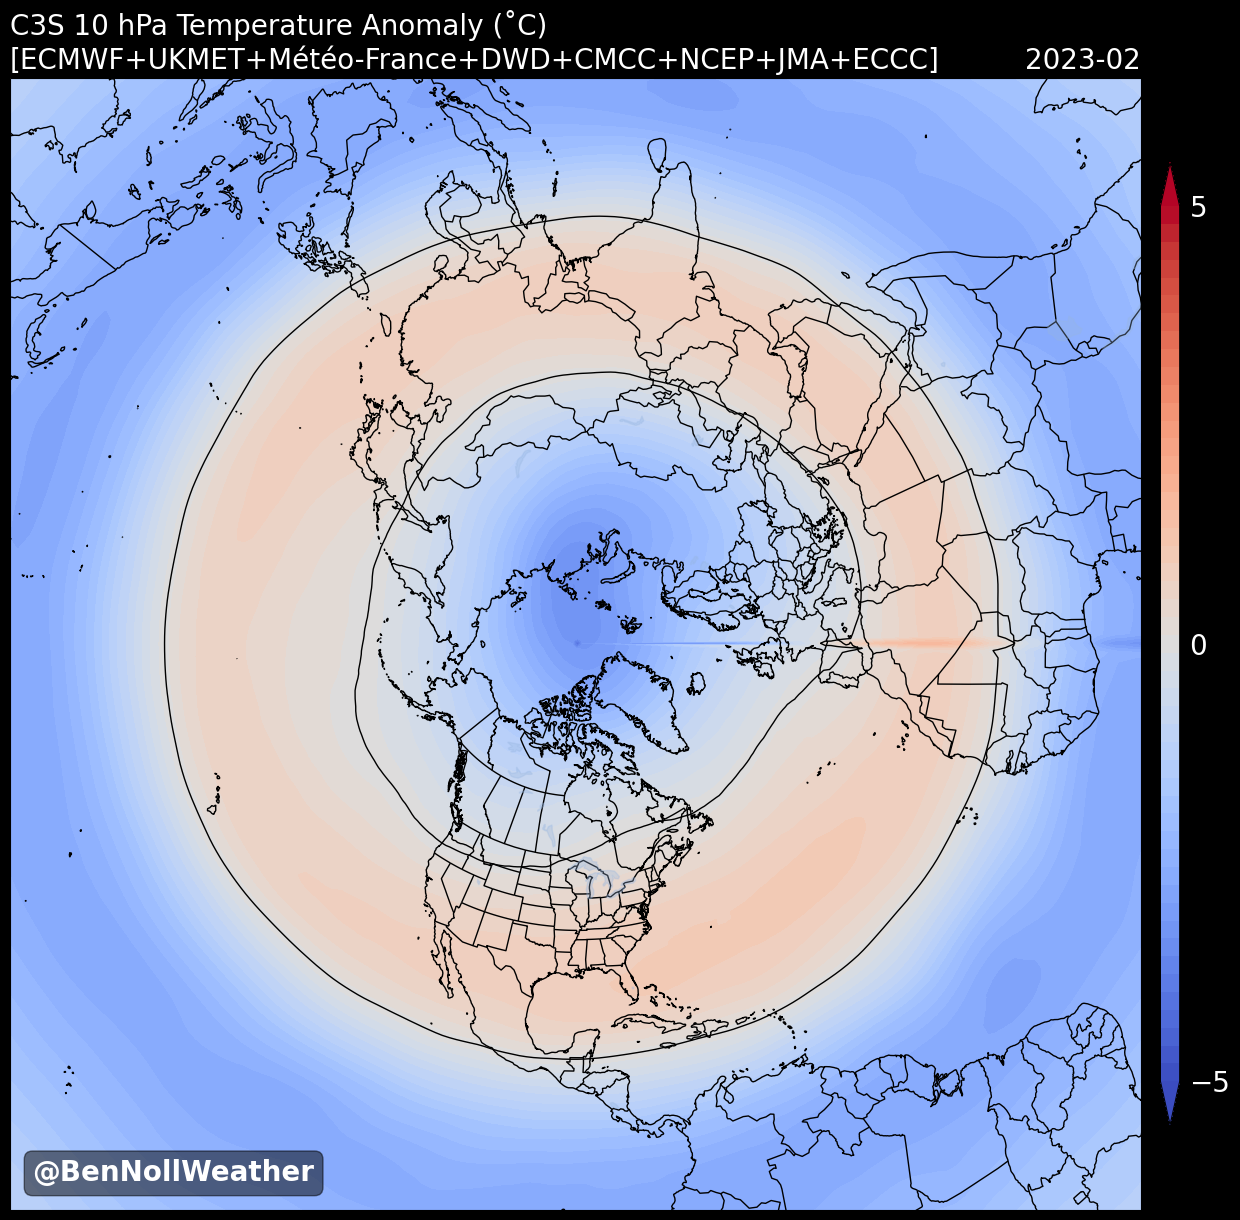 C3S 10 hPa Temperature Anomaly (˚C)
[ECMWF+UKMET+Météo-France+DWD+CMCC+NCEP+JMA+ECCC] 2023-02
5
0
−5
@BenNollWeather